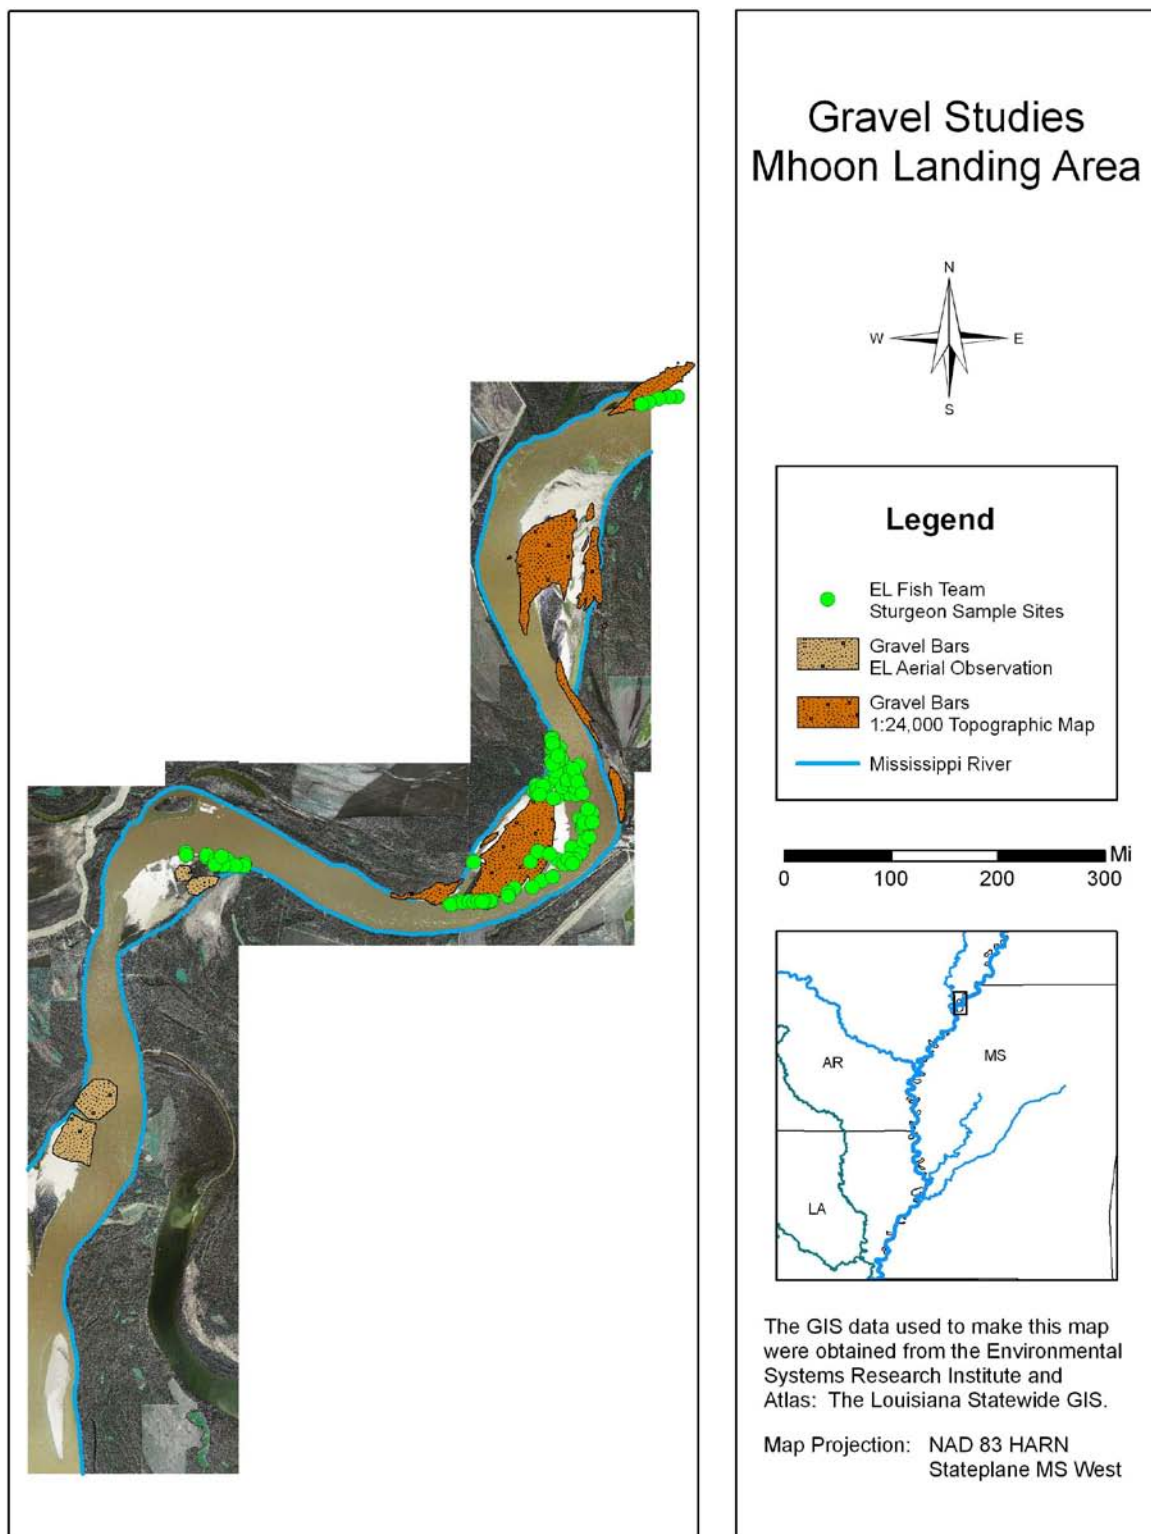 Gravel Studies
Mhoon Landing Area
N
W
E
S
Legend
EL Fish Team
Sturgeon Sample Sites
Gravel Bars
EL Aerial Observation
Gravel Bars
1:24,000 Topographic Map
Mississippi River
Mi
0 100 200 300
AR
MS
LA
The GIS data used to make this map
were obtained from the Environmental
Systems Research Institute and
Atlas: The Louisiana Statewide GIS.
Map Projection: NAD 83 HARN
Stateplane MS West